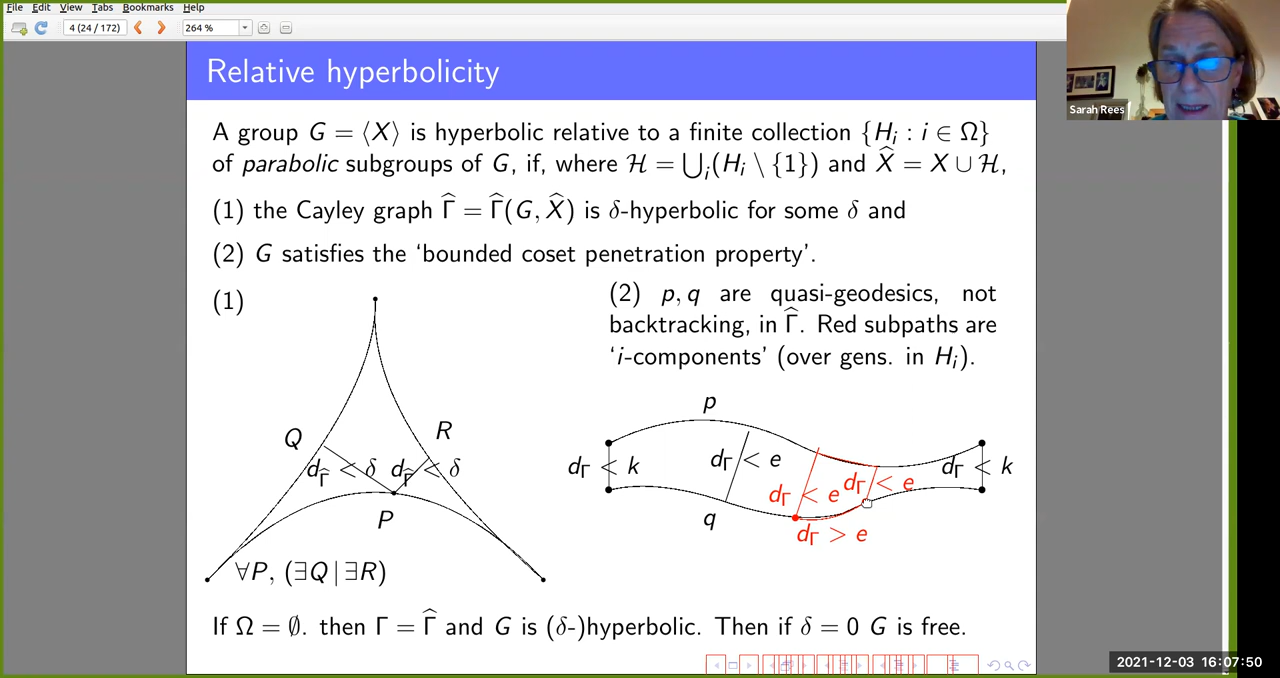 File Edit View Tabs Bookmarks Help
4 (24 / 172) 264 %
Relative hyperbolicity
Sarah Rees
A group G = ⟨X⟩ is hyperbolic relative to a finite collection {Hᵢ : i ∈ Ω}
of parabolic subgroups of G, if, where ℋ = ⋃ᵢ(Hᵢ \ {1}) and X̂ = X ∪ ℋ,
(1) the Cayley graph Γ̂ = Γ̂(G, X̂) is δ-hyperbolic for some δ and
(2) G satisfies the ‘bounded coset penetration property’.
(1)
Q
R
d_Γ̂ < δ
d_Γ̂ < δ
P
∀P, (∃Q | ∃R)
(2) p, q are quasi-geodesics, not
backtracking, in Γ̂. Red subpaths are
‘i-components’ (over gens. in Hᵢ).
p
d_Γ < k
d_Γ < e
d_Γ < e
d_Γ < e
d_Γ < k
q
d_Γ > e
If Ω = ∅. then Γ = Γ̂ and G is (δ-)hyperbolic. Then if δ = 0 G is free.
2021-12-03 16:07:50